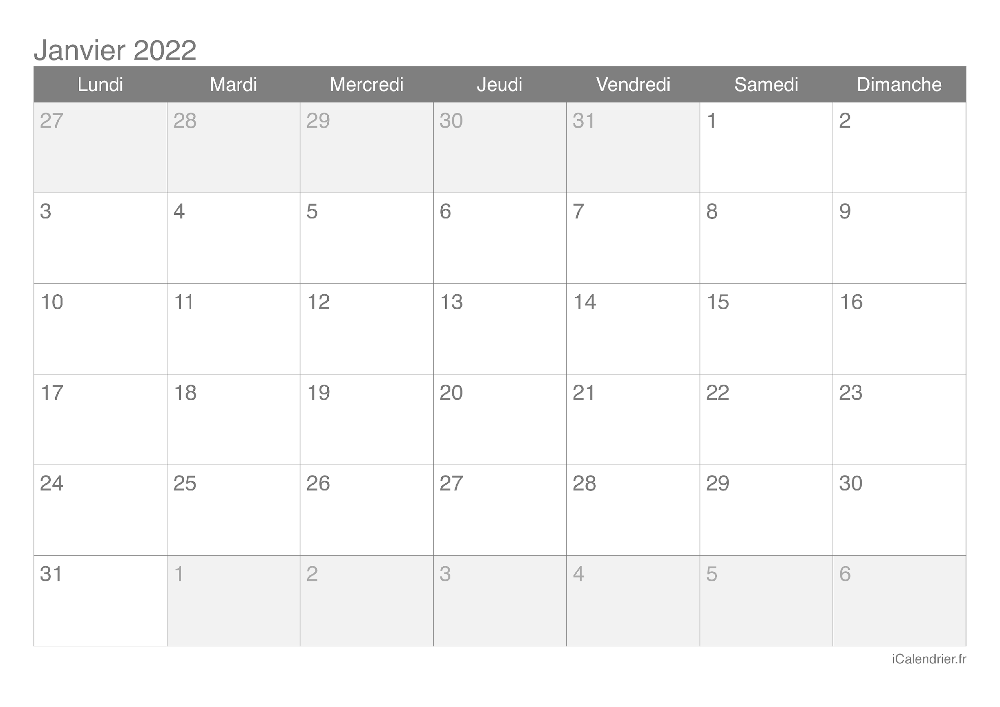 Janvier 2022
Lundi Mardi Mercredi Jeudi Vendredi Samedi Dimanche
27 28 29 30 31 1 2
3 4 5 6 7 8 9
10 11 12 13 14 15 16
17 18 19 20 21 22 23
24 25 26 27 28 29 30
31 1 2 3 4 5 6
iCalendrier.fr